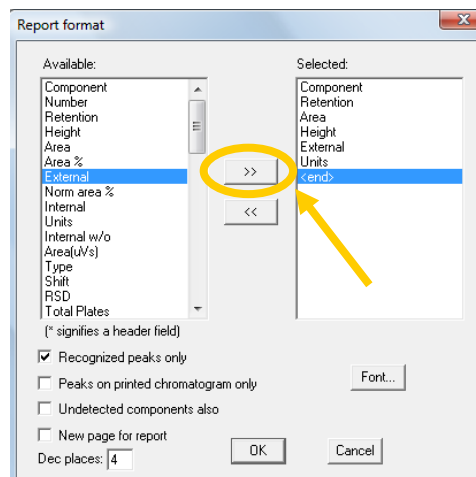 Report format
X
Available:
Component
Number
Retention
Height
Area
Area %
External
Norm area %
Internal
Units
Internal w/o
Area(uVs)
Type
Shift
RSD
Total Plates
(* signifies a header field)
>>
<<
Selected:
Component
Retention
Area
Height
External
Units
<end>
Recognized peaks only
Peaks on printed chromatogram only
Undetected components also
New page for report
Dec places: 4
Font...
OK
Cancel